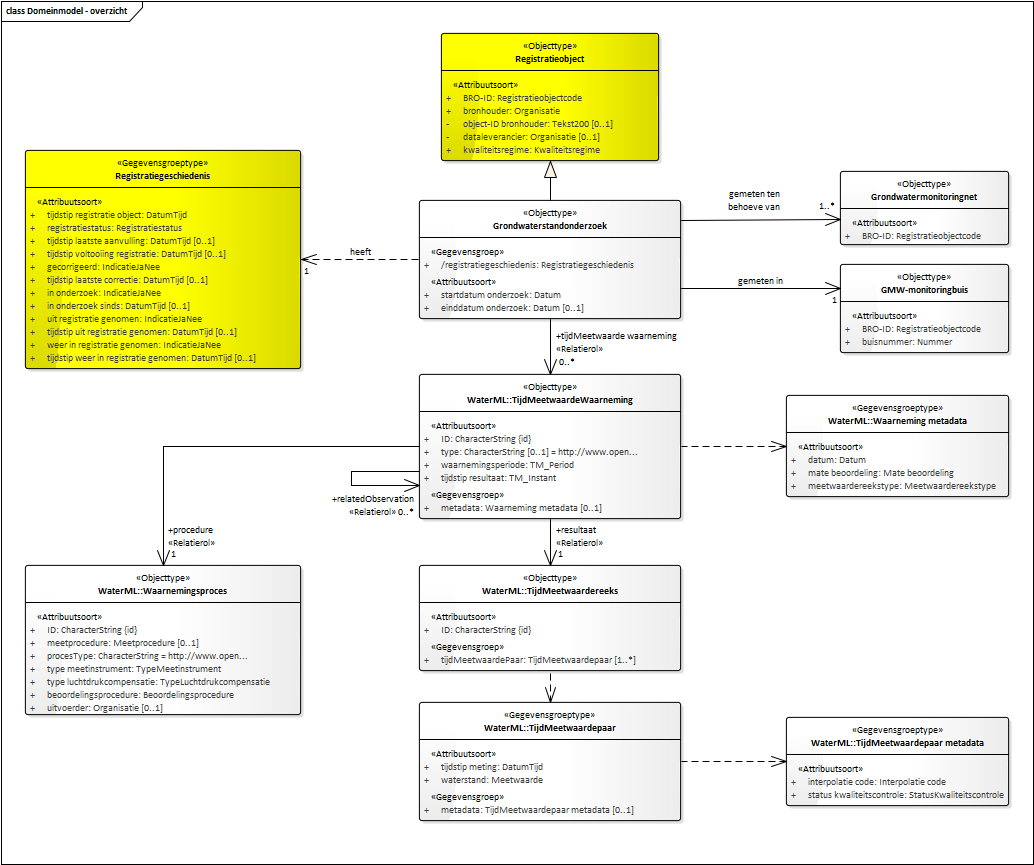 class Domeinmodel - overzicht
«Objecttype»
Registratieobject
«Attribuutsoort»
+ BRO-ID: Registratieobjectcode
+ bronhouder: Organisatie
- object-ID bronhouder: Tekst200 [0..1]
- dataleverancier: Organisatie [0..1]
+ kwaliteitsregime: Kwaliteitsregime
«Gegevensgroeptype»
Registratiegeschiedenis
«Attribuutsoort»
+ tijdstip registratie object: DatumTijd
+ registratiestatus: Registratiestatus
+ tijdstip laatste aanvulling: DatumTijd [0..1]
+ tijdstip voltooiing registratie: DatumTijd [0..1]
+ gecorrigeerd: IndicatieJaNee
+ tijdstip laatste correctie: DatumTijd [0..1]
+ in onderzoek: IndicatieJaNee
+ in onderzoek sinds: DatumTijd [0..1]
+ uit registratie genomen: IndicatieJaNee
+ tijdstip uit registratie genomen: DatumTijd [0..1]
+ weer in registratie genomen: IndicatieJaNee
+ tijdstip weer in registratie genomen: DatumTijd [0..1]
heeft
1
«Objecttype»
Grondwaterstandonderzoek
«Gegevensgroep»
+ /registratiegeschiedenis: Registratiegeschiedenis
«Attribuutsoort»
+ startdatum onderzoek: Datum
+ einddatum onderzoek: Datum [0..1]
gemeten ten
behoeve van
1..*
«Objecttype»
Grondwatermonitoringnet
«Attribuutsoort»
+ BRO-ID: Registratieobjectcode
gemeten in
1
«Objecttype»
GMW-monitoringbuis
«Attribuutsoort»
+ BRO-ID: Registratieobjectcode
+ buisnummer: Nummer
+tijdMeetwaarde waarneming
«Relatierol»
0..*
«Objecttype»
WaterML::TijdMeetwaardeWaarneming
«Attribuutsoort»
+ ID: CharacterString {id}
+ type: CharacterString [0..1] = http://www.open...
+ waarnemingsperiode: TM_Period
+ tijdstip resultaat: TM_Instant
«Gegevensgroep»
+ metadata: Waarneming metadata [0..1]
+relatedObservation
«Relatierol» 0..*
«Gegevensgroeptype»
WaterML::Waarneming metadata
«Attribuutsoort»
+ datum: Datum
+ mate beoordeling: Mate beoordeling
+ meetwaardereekstype: Meetwaardereekstype
+procedure
«Relatierol»
1
+resultaat
«Relatierol»
1
«Objecttype»
WaterML::Waarnemingsproces
«Attribuutsoort»
+ ID: CharacterString {id}
+ meetprocedure: Meetprocedure [0..1]
+ procesType: CharacterString = http://www.open...
+ type meetinstrument: TypeMeetinstrument
+ type luchtdrukcompensatie: TypeLuchtdrukcompensatie
+ beoordelingsprocedure: Beoordelingsprocedure
+ uitvoerder: Organisatie [0..1]
«Objecttype»
WaterML::TijdMeetwaardereeks
«Attribuutsoort»
+ ID: CharacterString {id}
«Gegevensgroep»
+ tijdMeetwaardePaar: TijdMeetwaardepaar [1..*]
«Gegevensgroeptype»
WaterML::TijdMeetwaardepaar
«Attribuutsoort»
+ tijdstip meting: DatumTijd
+ waterstand: Meetwaarde
«Gegevensgroep»
+ metadata: TijdMeetwaardepaar metadata [0..1]
«Gegevensgroeptype»
WaterML::TijdMeetwaardepaar metadata
«Attribuutsoort»
+ interpolatie code: Interpolatie code
+ status kwaliteitscontrole: StatusKwaliteitscontrole